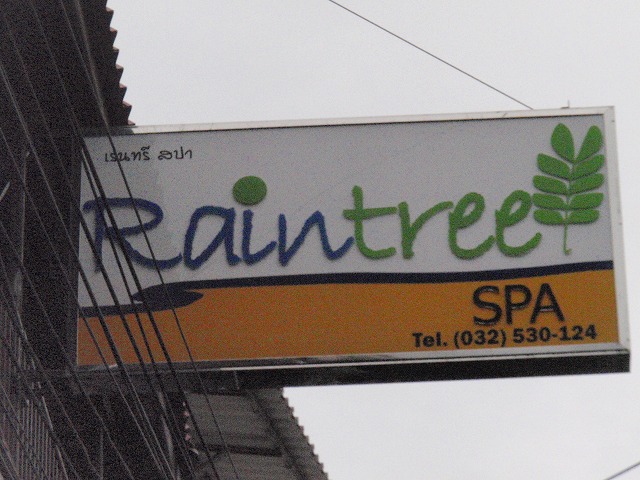 เรนทรี สปา
Raintree
SPA
Tel. (032) 530-124